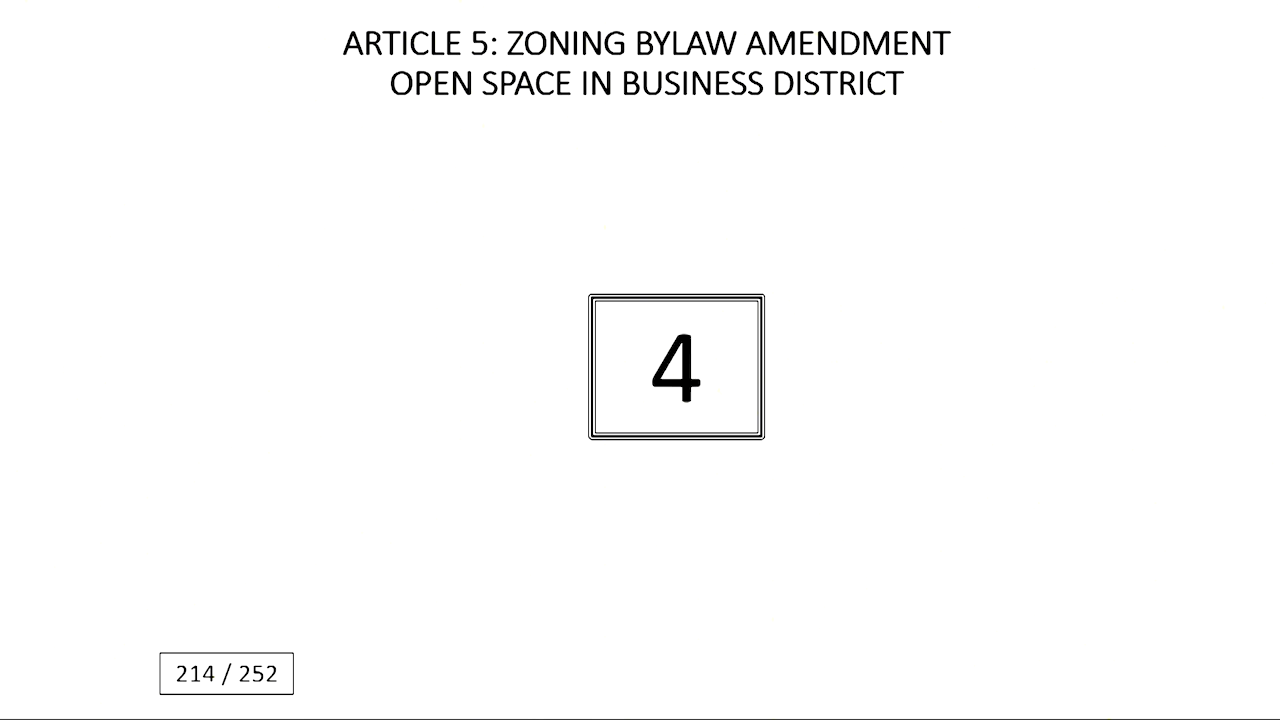 ARTICLE 5: ZONING BYLAW AMENDMENT
OPEN SPACE IN BUSINESS DISTRICT
4
214 / 252